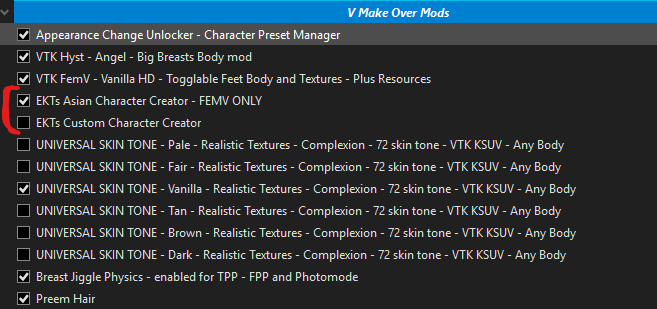 V Make Over Mods
Appearance Change Unlocker - Character Preset Manager
VTK Hyst - Angel - Big Breasts Body mod
VTK FemV - Vanilla HD - Togglable Feet Body and Textures - Plus Resources
EKTs Asian Character Creator - FEMV ONLY
EKTs Custom Character Creator
UNIVERSAL SKIN TONE - Pale - Realistic Textures - Complexion - 72 skin tone - VTK KSUV - Any Body
UNIVERSAL SKIN TONE - Fair - Realistic Textures - Complexion - 72 skin tone - VTK KSUV - Any Body
UNIVERSAL SKIN TONE - Vanilla - Realistic Textures - Complexion - 72 skin tone - VTK KSUV - Any Body
UNIVERSAL SKIN TONE - Tan - Realistic Textures - Complexion - 72 skin tone - VTK KSUV - Any Body
UNIVERSAL SKIN TONE - Brown - Realistic Textures - Complexion - 72 skin tone - VTK KSUV - Any Body
UNIVERSAL SKIN TONE - Dark - Realistic Textures - Complexion - 72 skin tone - VTK KSUV - Any Body
Breast Jiggle Physics - enabled for TPP - FPP and Photomode
Preem Hair